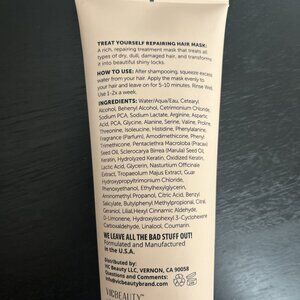 TREAT YOURSELF REPAIRING HAIR MASK:
A rich, repairing treatment mask that treats all
types of dry, dull, damaged hair, and transforming
it into beautiful shiny locks.
HOW TO USE: After shampooing, squeeze excess
water from your hair. Apply the mask evenly to
your hair and leave on for 5-10 minutes. Rinse well.
Use 1-2x a week.
INGREDIENTS: Water/Aqua/Eau, Cetearyl
Alcohol, Behenyl Alcohol, Cetrimonium Chloride,
Sodium PCA, Sodium Lactate, Arginine, Aspartic
Acid, PCA, Glycine, Alanine, Serine, Valine, Proline,
Threonine, Isoleucine, Histidine, Phenylalanine,
Fragrance (Parfum), Amodimethicone, Phenyl
Trimethicone, Pentaclethra Macroloba (Pracaxi)
Seed Oil, Sclerocarya Birrea (Marula) Seed Oil,
Keratin, Hydrolyzed Keratin, Oxidized Keratin,
Lactic Acid, Glycerin, Nasturtium Officinale
Extract, Tropaeolum Majus Extract, Guar
Hydroxypropyltrimonium Chloride,
Phenoxyethanol, Ethylhexylglycerin,
Aminomethyl Propanol, Citric Acid, Benzyl
Salicylate, Butylphenyl Methylpropional, Citral,
Geraniol, Hexyl Cinnamic Aldehyde,
D-Limonene, Hydroxyisohexyl 3-Cyclohexene
Carboxaldehyde, Linalool, Coumarin.
WE LEAVE ALL THE BAD STUFF OUT!
Formulated and Manufactured
in the U.S.A.
Distributed by:
VIC Beauty LLC, VERNON, CA 90058
Questions and Comments:
@vicbeautybrand.com
VICBEAUTY™